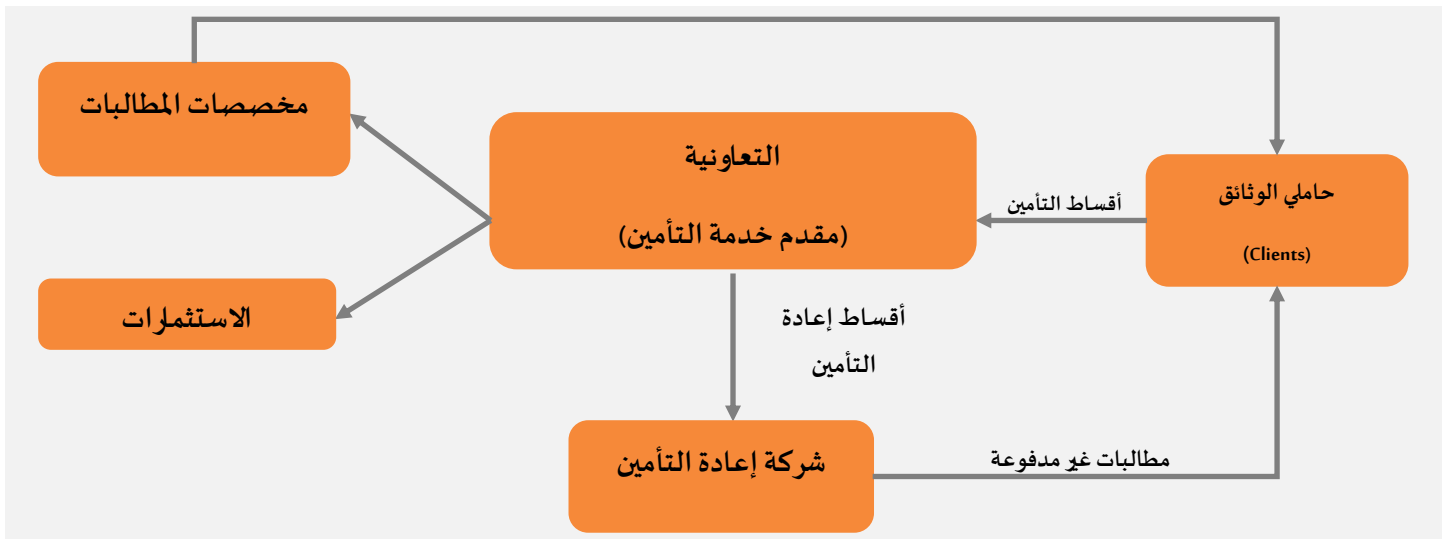 مخصصات المطالبات
التعاونية
(مقدم خدمة التأمين)
حاملي الوثائق
(Clients)
أقساط التأمين
الاستثمارات
أقساط إعادة
التأمين
شركة إعادة التأمين
مطالبات غير مدفوعة